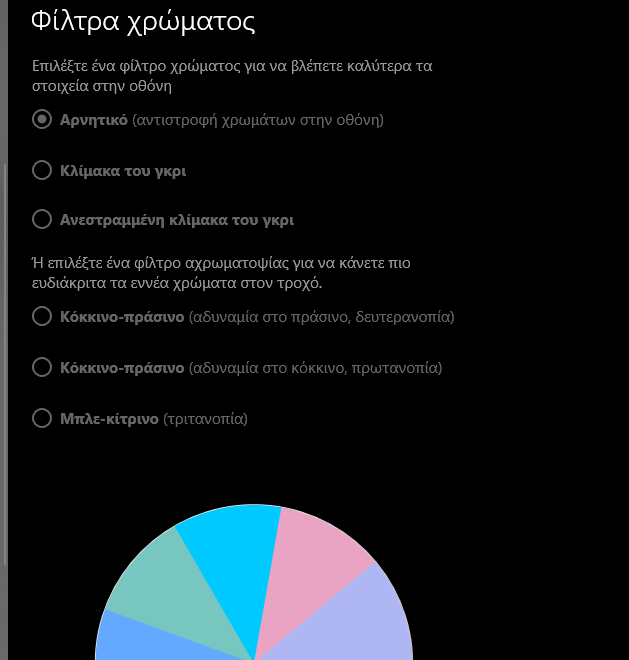 Φίλτρα χρώματος
Επιλέξτε ένα φίλτρο χρώματος για να βλέπετε καλύτερα τα
στοιχεία στην οθόνη
Αρνητικό (αντιστροφή χρωμάτων στην οθόνη)
Κλίμακα του γκρι
Ανεστραμμένη κλίμακα του γκρι
Ή επιλέξτε ένα φίλτρο αχρωματοψίας για να κάνετε πιο
ευδιάκριτα τα εννέα χρώματα στον τροχό.
Κόκκινο-πράσινο (αδυναμία στο πράσινο, δευτερανοπία)
Κόκκινο-πράσινο (αδυναμία στο κόκκινο, πρωτανοπία)
Μπλε-κίτρινο (τριτανοπία)